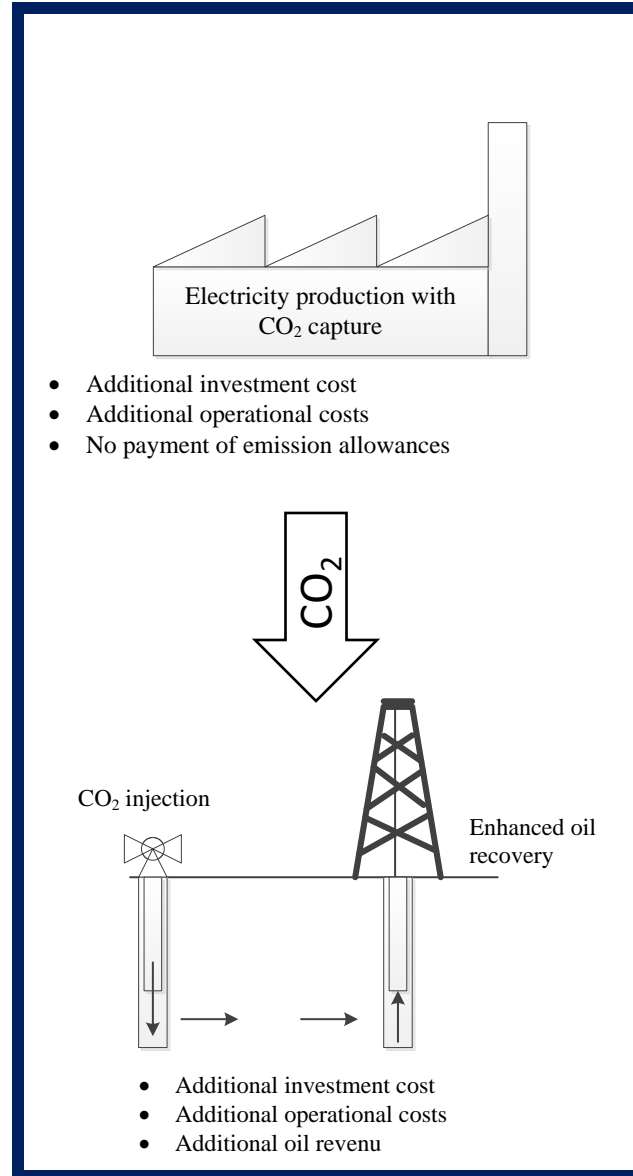 Electricity production with
CO₂ capture
• Additional investment cost
• Additional operational costs
• No payment of emission allowances
CO₂
CO₂ injection
Enhanced oil
recovery
• Additional investment cost
• Additional operational costs
• Additional oil revenu